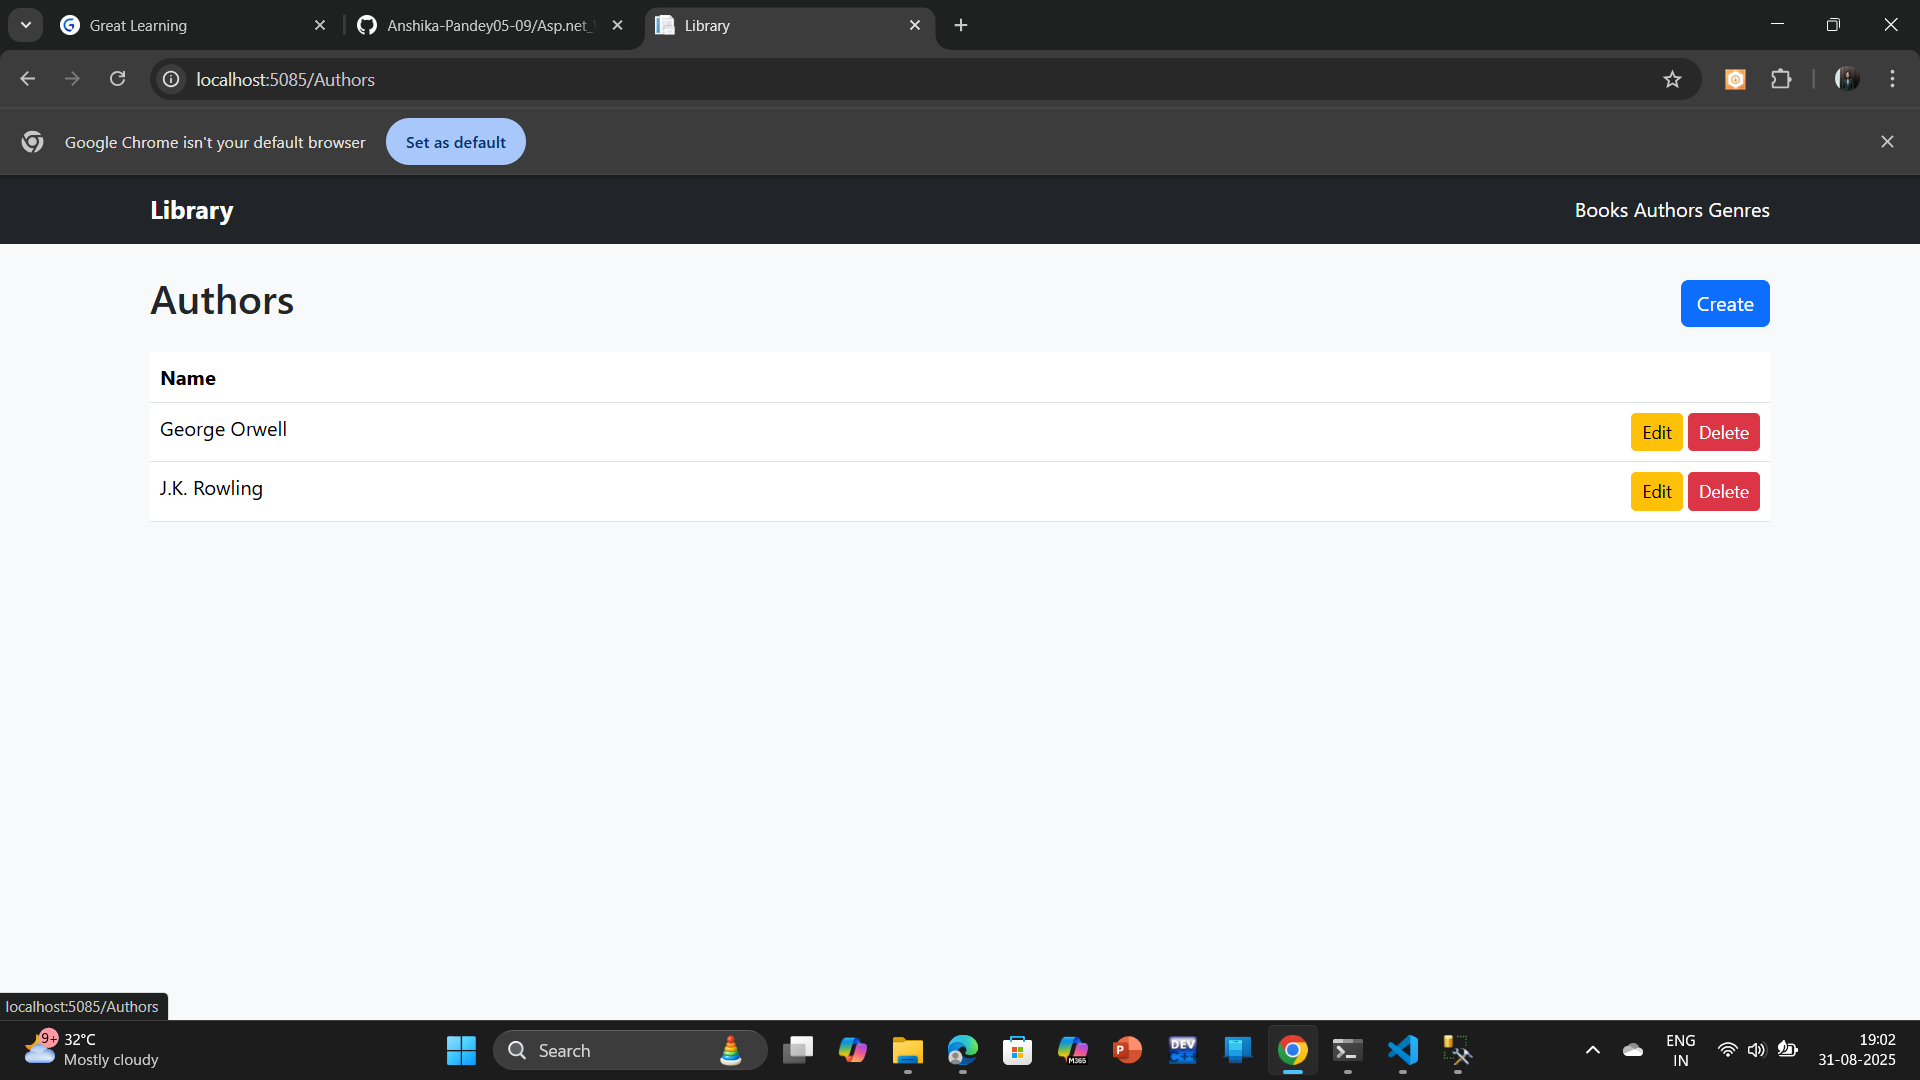 Great Learning
Anshika-Pandey05-09/Asp.net_
Library
localhost:5085/Authors
Google Chrome isn't your default browser
Set as default
Library
Books Authors Genres
Authors
Create
Name
George Orwell
Edit Delete
J.K. Rowling
Edit Delete
localhost:5085/Authors
9+
32°C
Mostly cloudy
Search
M365
P
DEV
C++
ENG
IN
19:02
31-08-2025